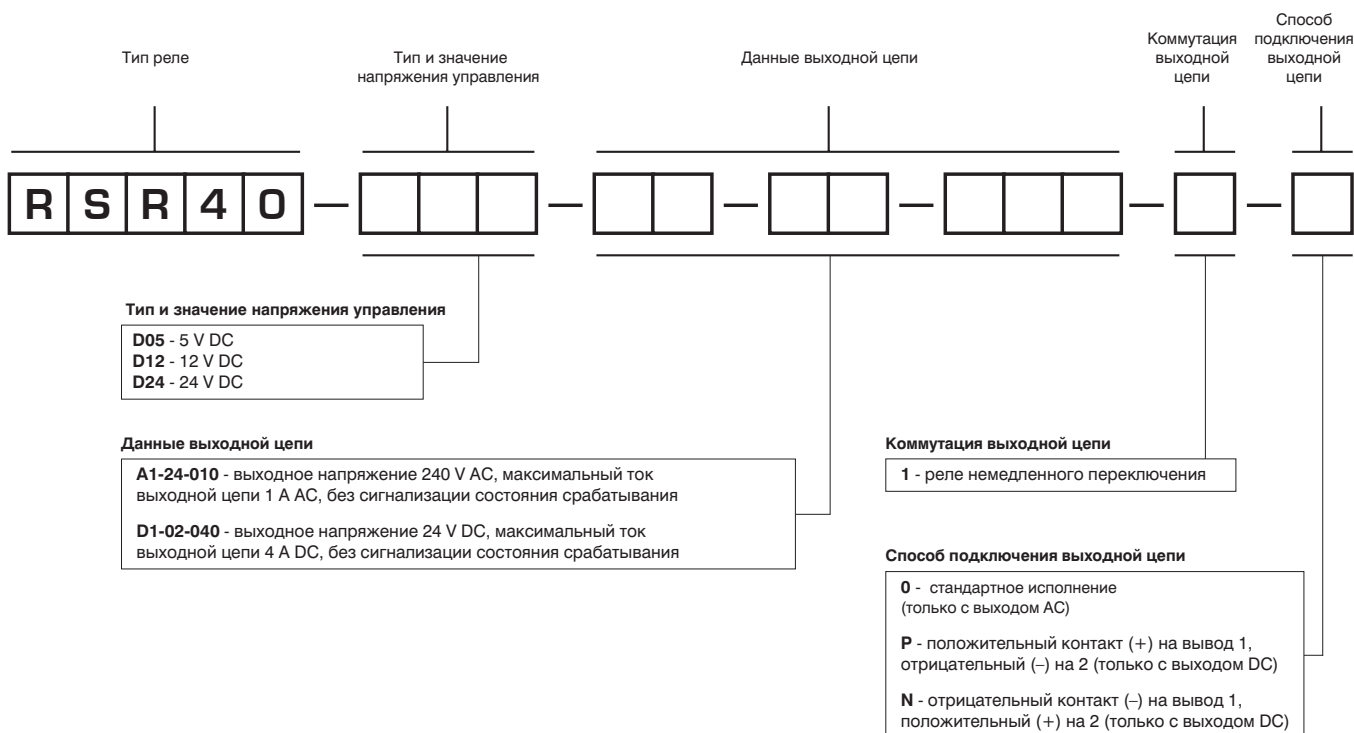 Тип реле
Тип и значение
напряжения управления
Данные выходной цепи
Коммутация
выходной
цепи
Способ
подключения
выходной
цепи
R S R 4 0 — — — — — —
Тип и значение напряжения управления
D05 - 5 V DC
D12 - 12 V DC
D24 - 24 V DC
Данные выходной цепи
A1-24-010 - выходное напряжение 240 V AC, максимальный ток
выходной цепи 1 A AC, без сигнализации состояния срабатывания
D1-02-040 - выходное напряжение 24 V DC, максимальный ток
выходной цепи 4 A DC, без сигнализации состояния срабатывания
Коммутация выходной цепи
1 - реле немедленного переключения
Способ подключения выходной цепи
0 - стандартное исполнение
(только с выходом AC)
P - положительный контакт (+) на вывод 1,
отрицательный (–) на 2 (только с выходом DC)
N - отрицательный контакт (–) на вывод 1,
положительный (+) на 2 (только с выходом DC)